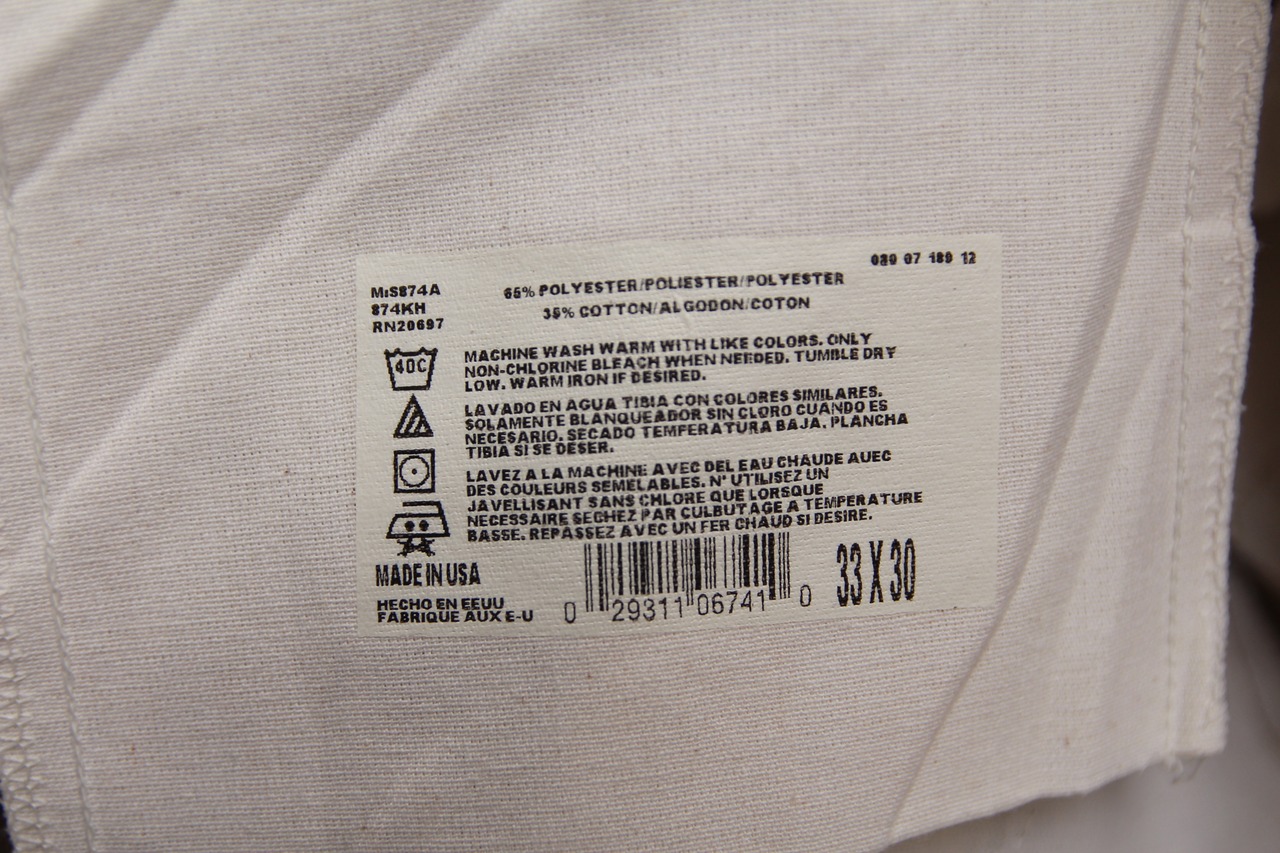 089 07 189 12
MIS874A
874KH
RN20697
65% POLYESTER/POLIESTER/POLYESTER
35% COTTON/ALGODON/COTON
40C
MACHINE WASH WARM WITH LIKE COLORS. ONLY
NON-CHLORINE BLEACH WHEN NEEDED. TUMBLE DRY
LOW. WARM IRON IF DESIRED.
LAVADO EN AGUA TIBIA CON COLORES SIMILARES.
SOLAMENTE BLANQUEADOR SIN CLORO CUANDO ES
NECESARIO. SECADO TEMPERATURA BAJA. PLANCHA
TIBIA SI SE DESER.
LAVEZ A LA MACHINE AVEC DEL EAU CHAUDE AUEC
DES COULEURS SEMELABLES. N' UTILISEZ UN
JAVELLISANT SANS CHLORE QUE LORSQUE
NECESSAIRE SECHEZ PAR CULBUTAGE A TEMPERATURE
BASSE. REPASSEZ AVEC UN FER CHAUD SI DESIRE.
MADE IN USA
HECHO EN EEUU
FABRIQUE AUX E-U
0 29311 06741 0
33 X 30